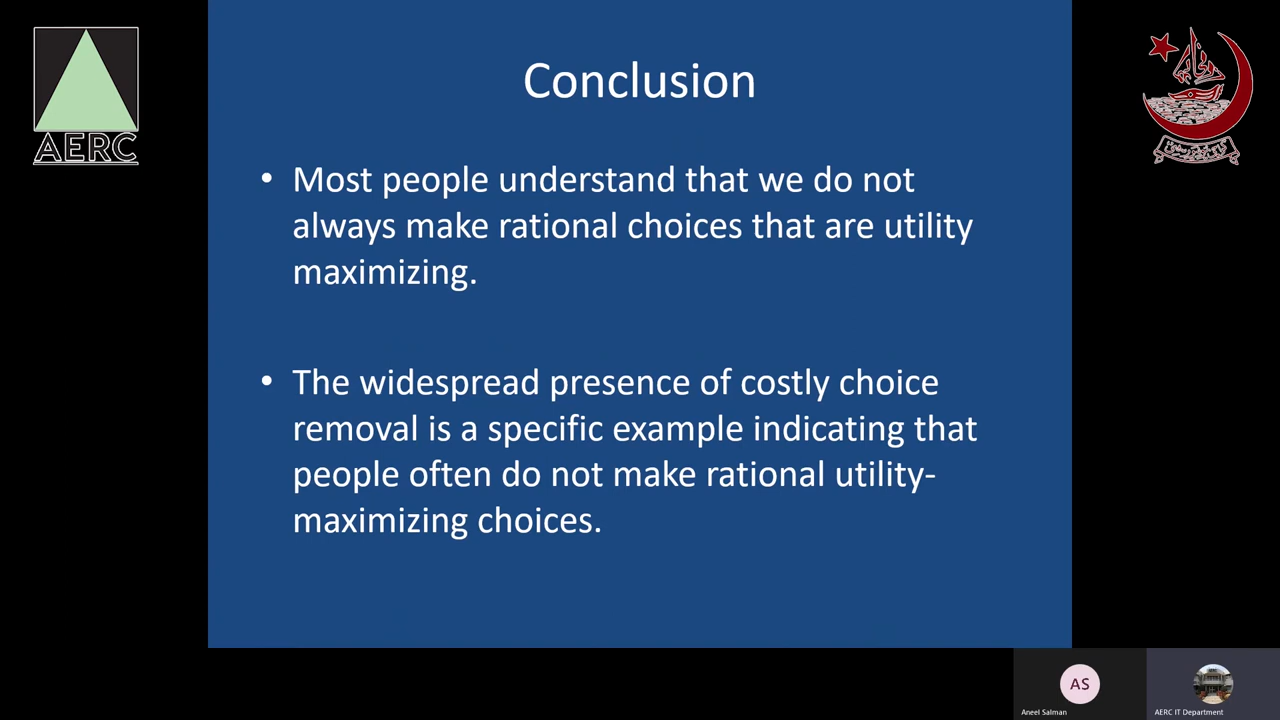 AERC
Conclusion
• Most people understand that we do not
always make rational choices that are utility
maximizing.
• The widespread presence of costly choice
removal is a specific example indicating that
people often do not make rational utility-
maximizing choices.
AS
Aneel Salman
AERC IT Department